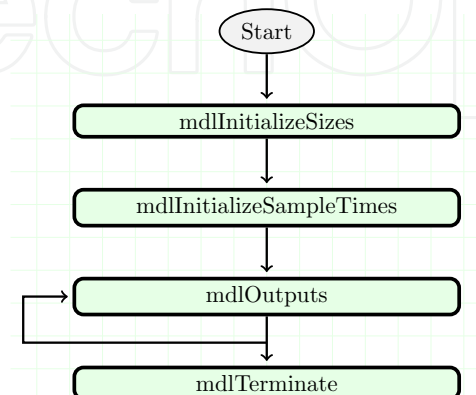 Start
mdlInitializeSizes
mdlInitializeSampleTimes
mdlOutputs
mdlTerminate